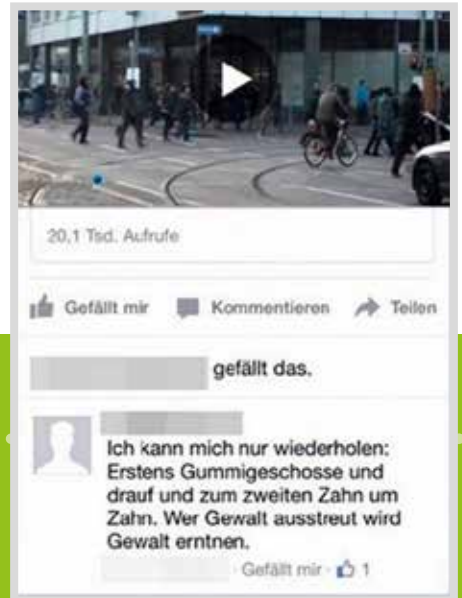 20,1 Tsd. Aufrufe
Gefällt mir Kommentieren Teilen
gefällt das.
Ich kann mich nur wiederholen:
Erstens Gummigeschosse und
drauf und zum zweiten Zahn um
Zahn. Wer Gewalt ausstreut wird
Gewalt erntnen.
· Gefällt mir · 1